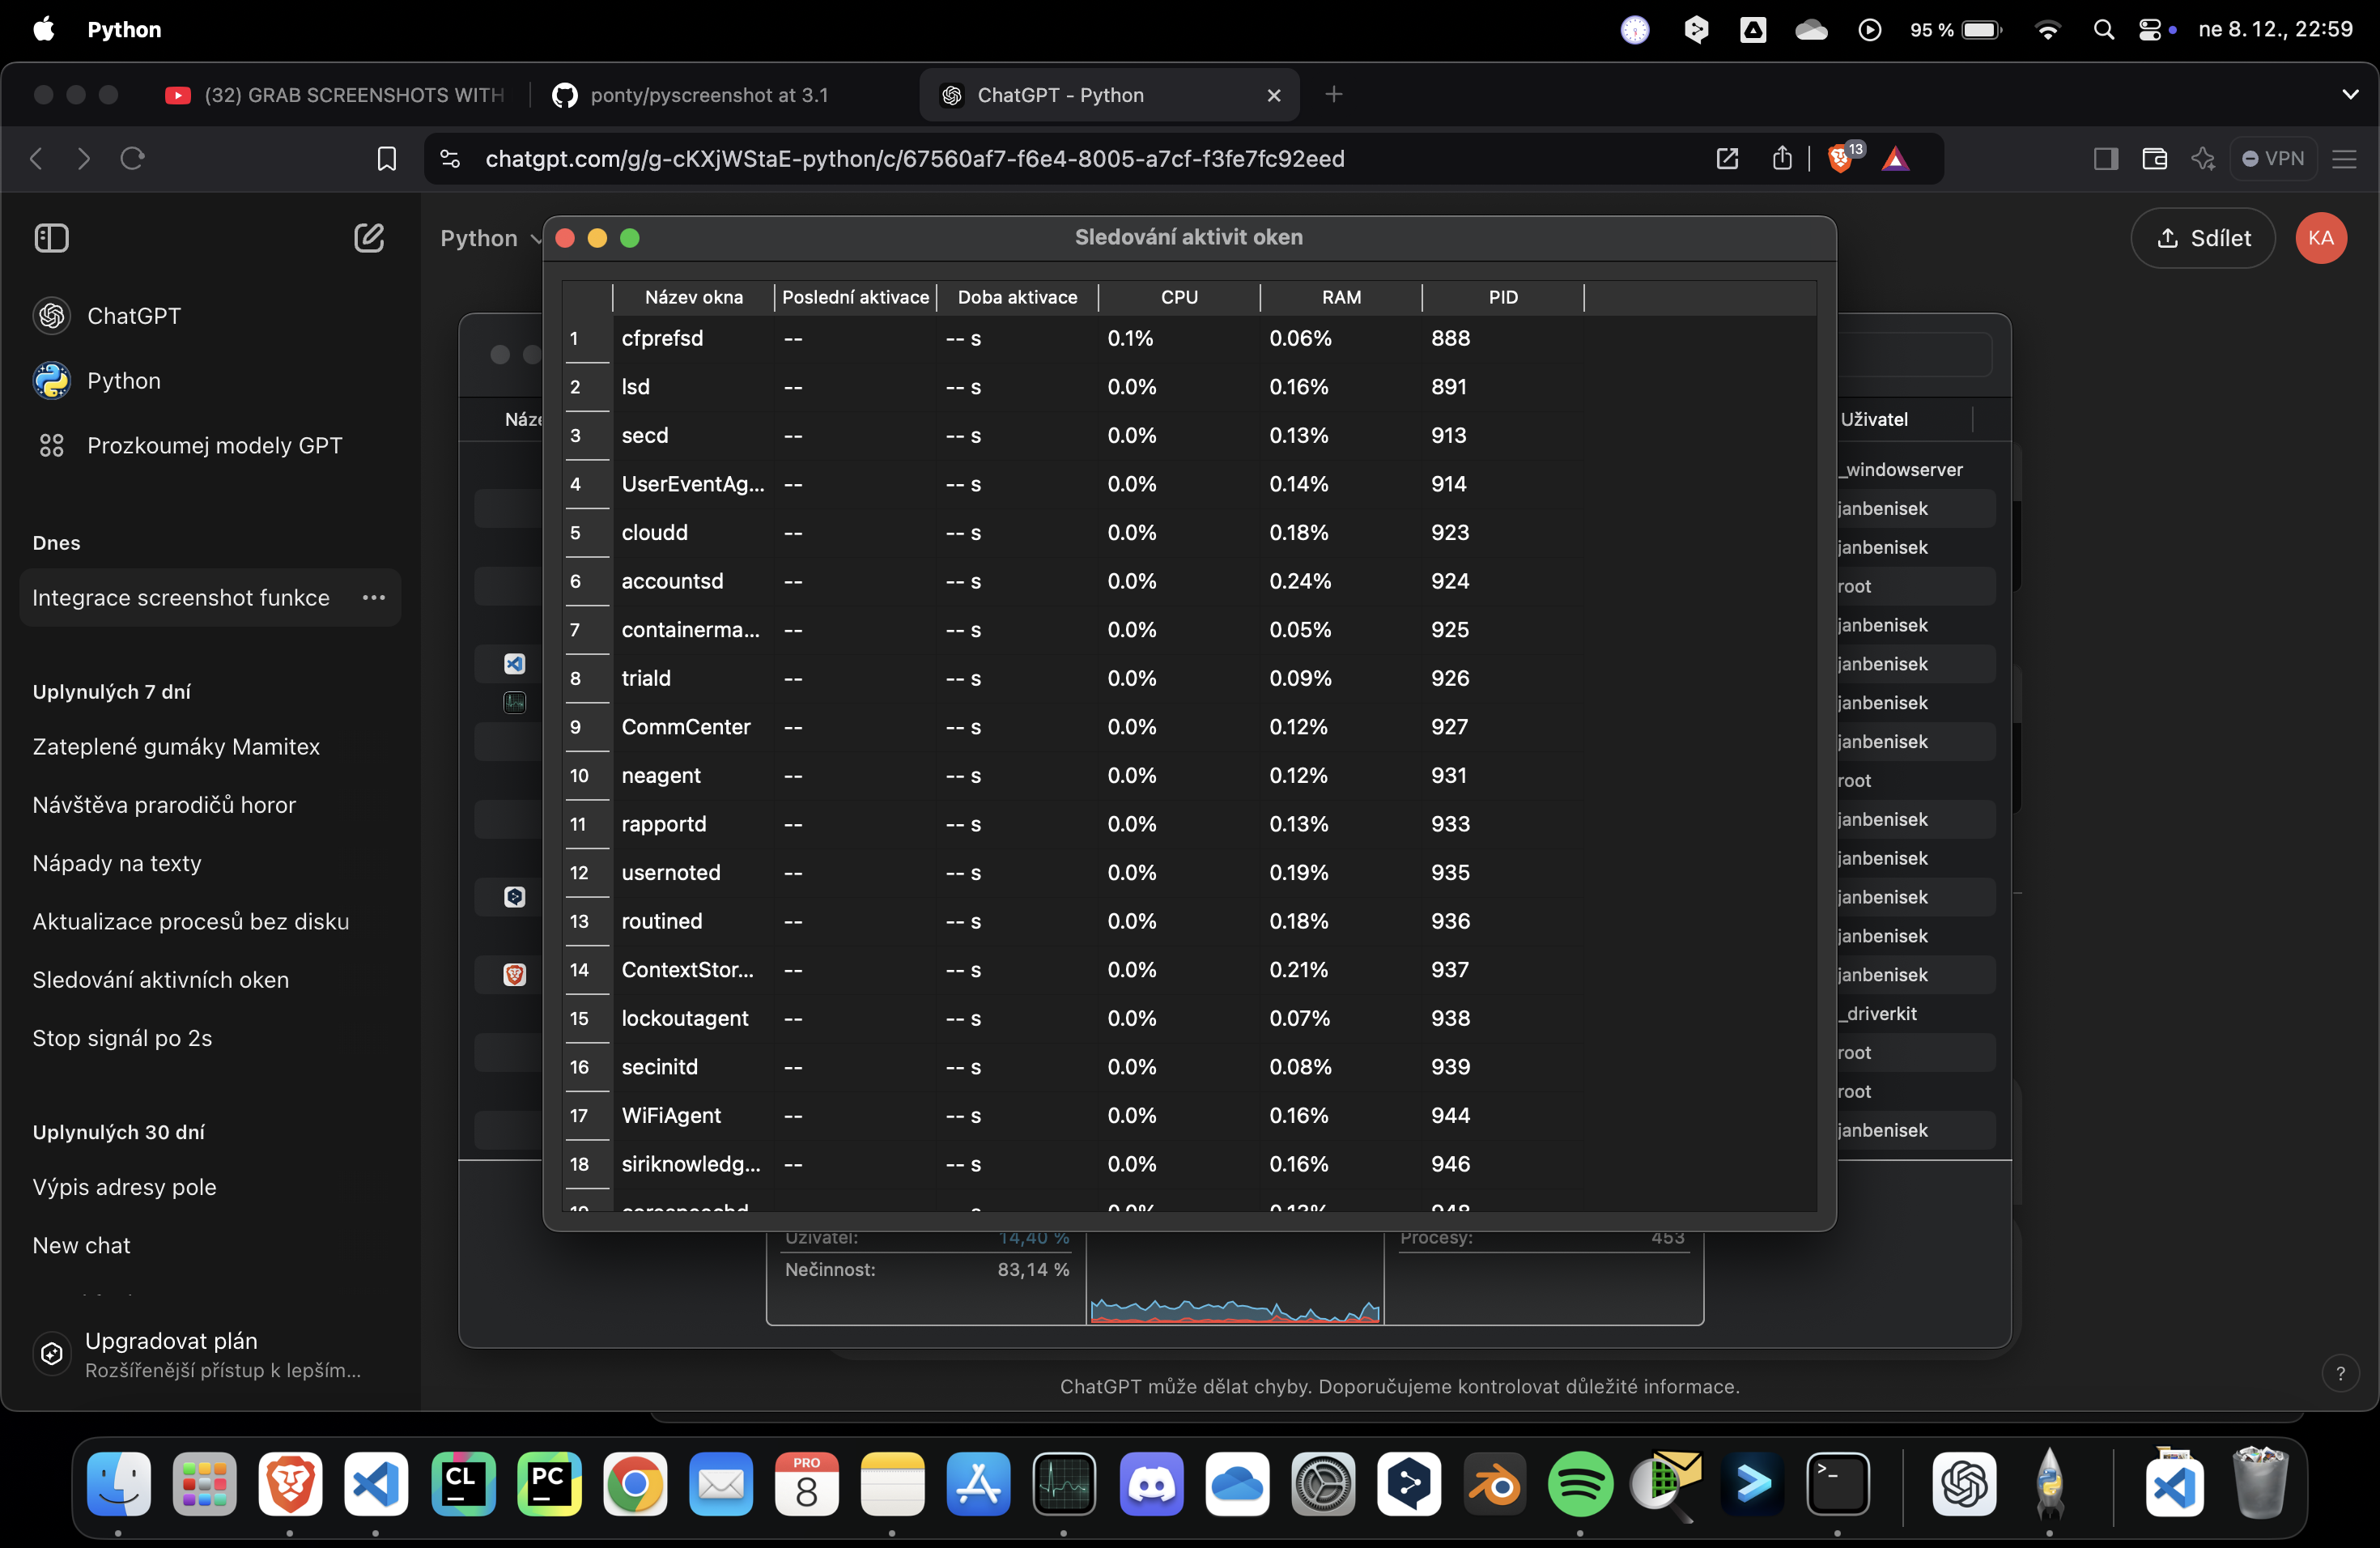 Python
95 %
ne 8. 12., 22:59
(32) GRAB SCREENSHOTS WITH
ponty/pyscreenshot at 3.1
ChatGPT - Python
chatgpt.com/g/g-cKXjWStaE-python/c/67560af7-f6e4-8005-a7cf-f3fe7fc92eed
13
VPN
Python
Sdílet
KA
ChatGPT
Python
Prozkoumej modely GPT
Dnes
Integrace screenshot funkce
Uplynulých 7 dní
Zateplené gumáky Mamitex
Návštěva prarodičů horor
Nápady na texty
Aktualizace procesů bez disku
Sledování aktivních oken
Stop signál po 2s
Uplynulých 30 dní
Výpis adresy pole
New chat
Upgradovat plán
Rozšířenější přístup k lepším...
Sledování aktivit oken
Název okna Poslední aktivace Doba aktivace CPU RAM PID
1 cfprefsd -- -- s 0.1% 0.06% 888
2 lsd -- -- s 0.0% 0.16% 891
3 secd -- -- s 0.0% 0.13% 913
4 UserEventAg... -- -- s 0.0% 0.14% 914
5 cloudd -- -- s 0.0% 0.18% 923
6 accountsd -- -- s 0.0% 0.24% 924
7 containerma... -- -- s 0.0% 0.05% 925
8 triald -- -- s 0.0% 0.09% 926
9 CommCenter -- -- s 0.0% 0.12% 927
10 neagent -- -- s 0.0% 0.12% 931
11 rapportd -- -- s 0.0% 0.13% 933
12 usernoted -- -- s 0.0% 0.19% 935
13 routined -- -- s 0.0% 0.18% 936
14 ContextStor... -- -- s 0.0% 0.21% 937
15 lockoutagent -- -- s 0.0% 0.07% 938
16 secinitd -- -- s 0.0% 0.08% 939
17 WiFiAgent -- -- s 0.0% 0.16% 944
18 siriknowledg... -- -- s 0.0% 0.16% 946
Náze
Uživatel
_windowserver
janbenisek
janbenisek
root
janbenisek
janbenisek
janbenisek
janbenisek
root
janbenisek
janbenisek
janbenisek
janbenisek
janbenisek
_driverkit
root
root
janbenisek
Uživatel: 14,40 %
Nečinnost: 83,14 %
Procesy: 453
ChatGPT může dělat chyby. Doporučujeme kontrolovat důležité informace.
?
CL
PC
PRO
8